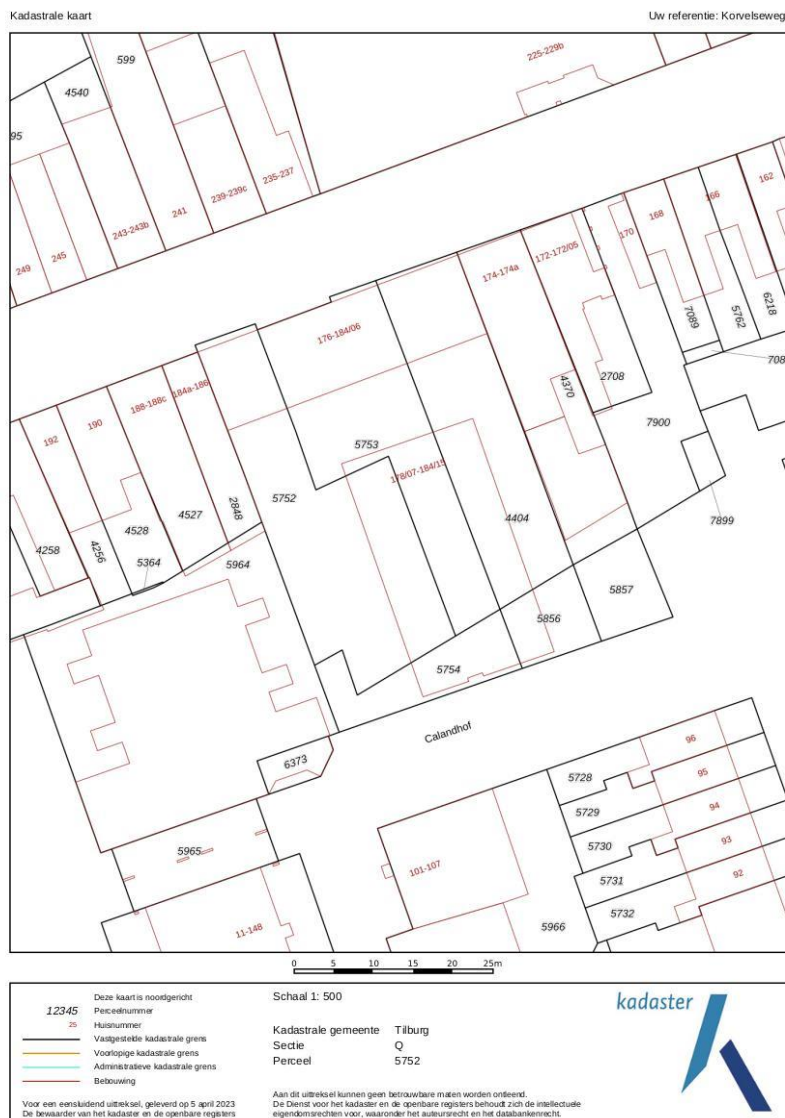 Kadastrale kaart
Uw referentie: Korvelseweg
225-229b
599
4540
95
235-237
239-239c
241
243-243b
245
249
162
166
168
170
172-172/05
174-174a
176-184/06
6218
5762
7089
708
2708
4370
7900
184a-186
188-188c
190
192
5753
178/07-184/15
5752
4404
7899
2848
4527
4528
4256
4258
5364
5964
5857
5856
5754
Calandhof
6373
96
5728
95
5729
94
5730
93
5731
92
5732
5965
101-107
11-148
5966
0 5 10 15 20 25m
Deze kaart is noordgericht
12345 Perceelnummer
25 Huisnummer
Vastgestelde kadastrale grens
Voorlopige kadastrale grens
Administratieve kadastrale grens
Bebouwing
Voor een eensluidend uittreksel, geleverd op 5 april 2023
De bewaarder van het kadaster en de openbare registers
Schaal 1: 500
Kadastrale gemeente Tilburg
Sectie Q
Perceel 5752
Aan dit uittreksel kunnen geen betrouwbare maten worden ontleend.
De Dienst voor het kadaster en de openbare registers behoudt zich de intellectuele
eigendomsrechten voor, waaronder het auteursrecht en het databankenrecht.
kadaster